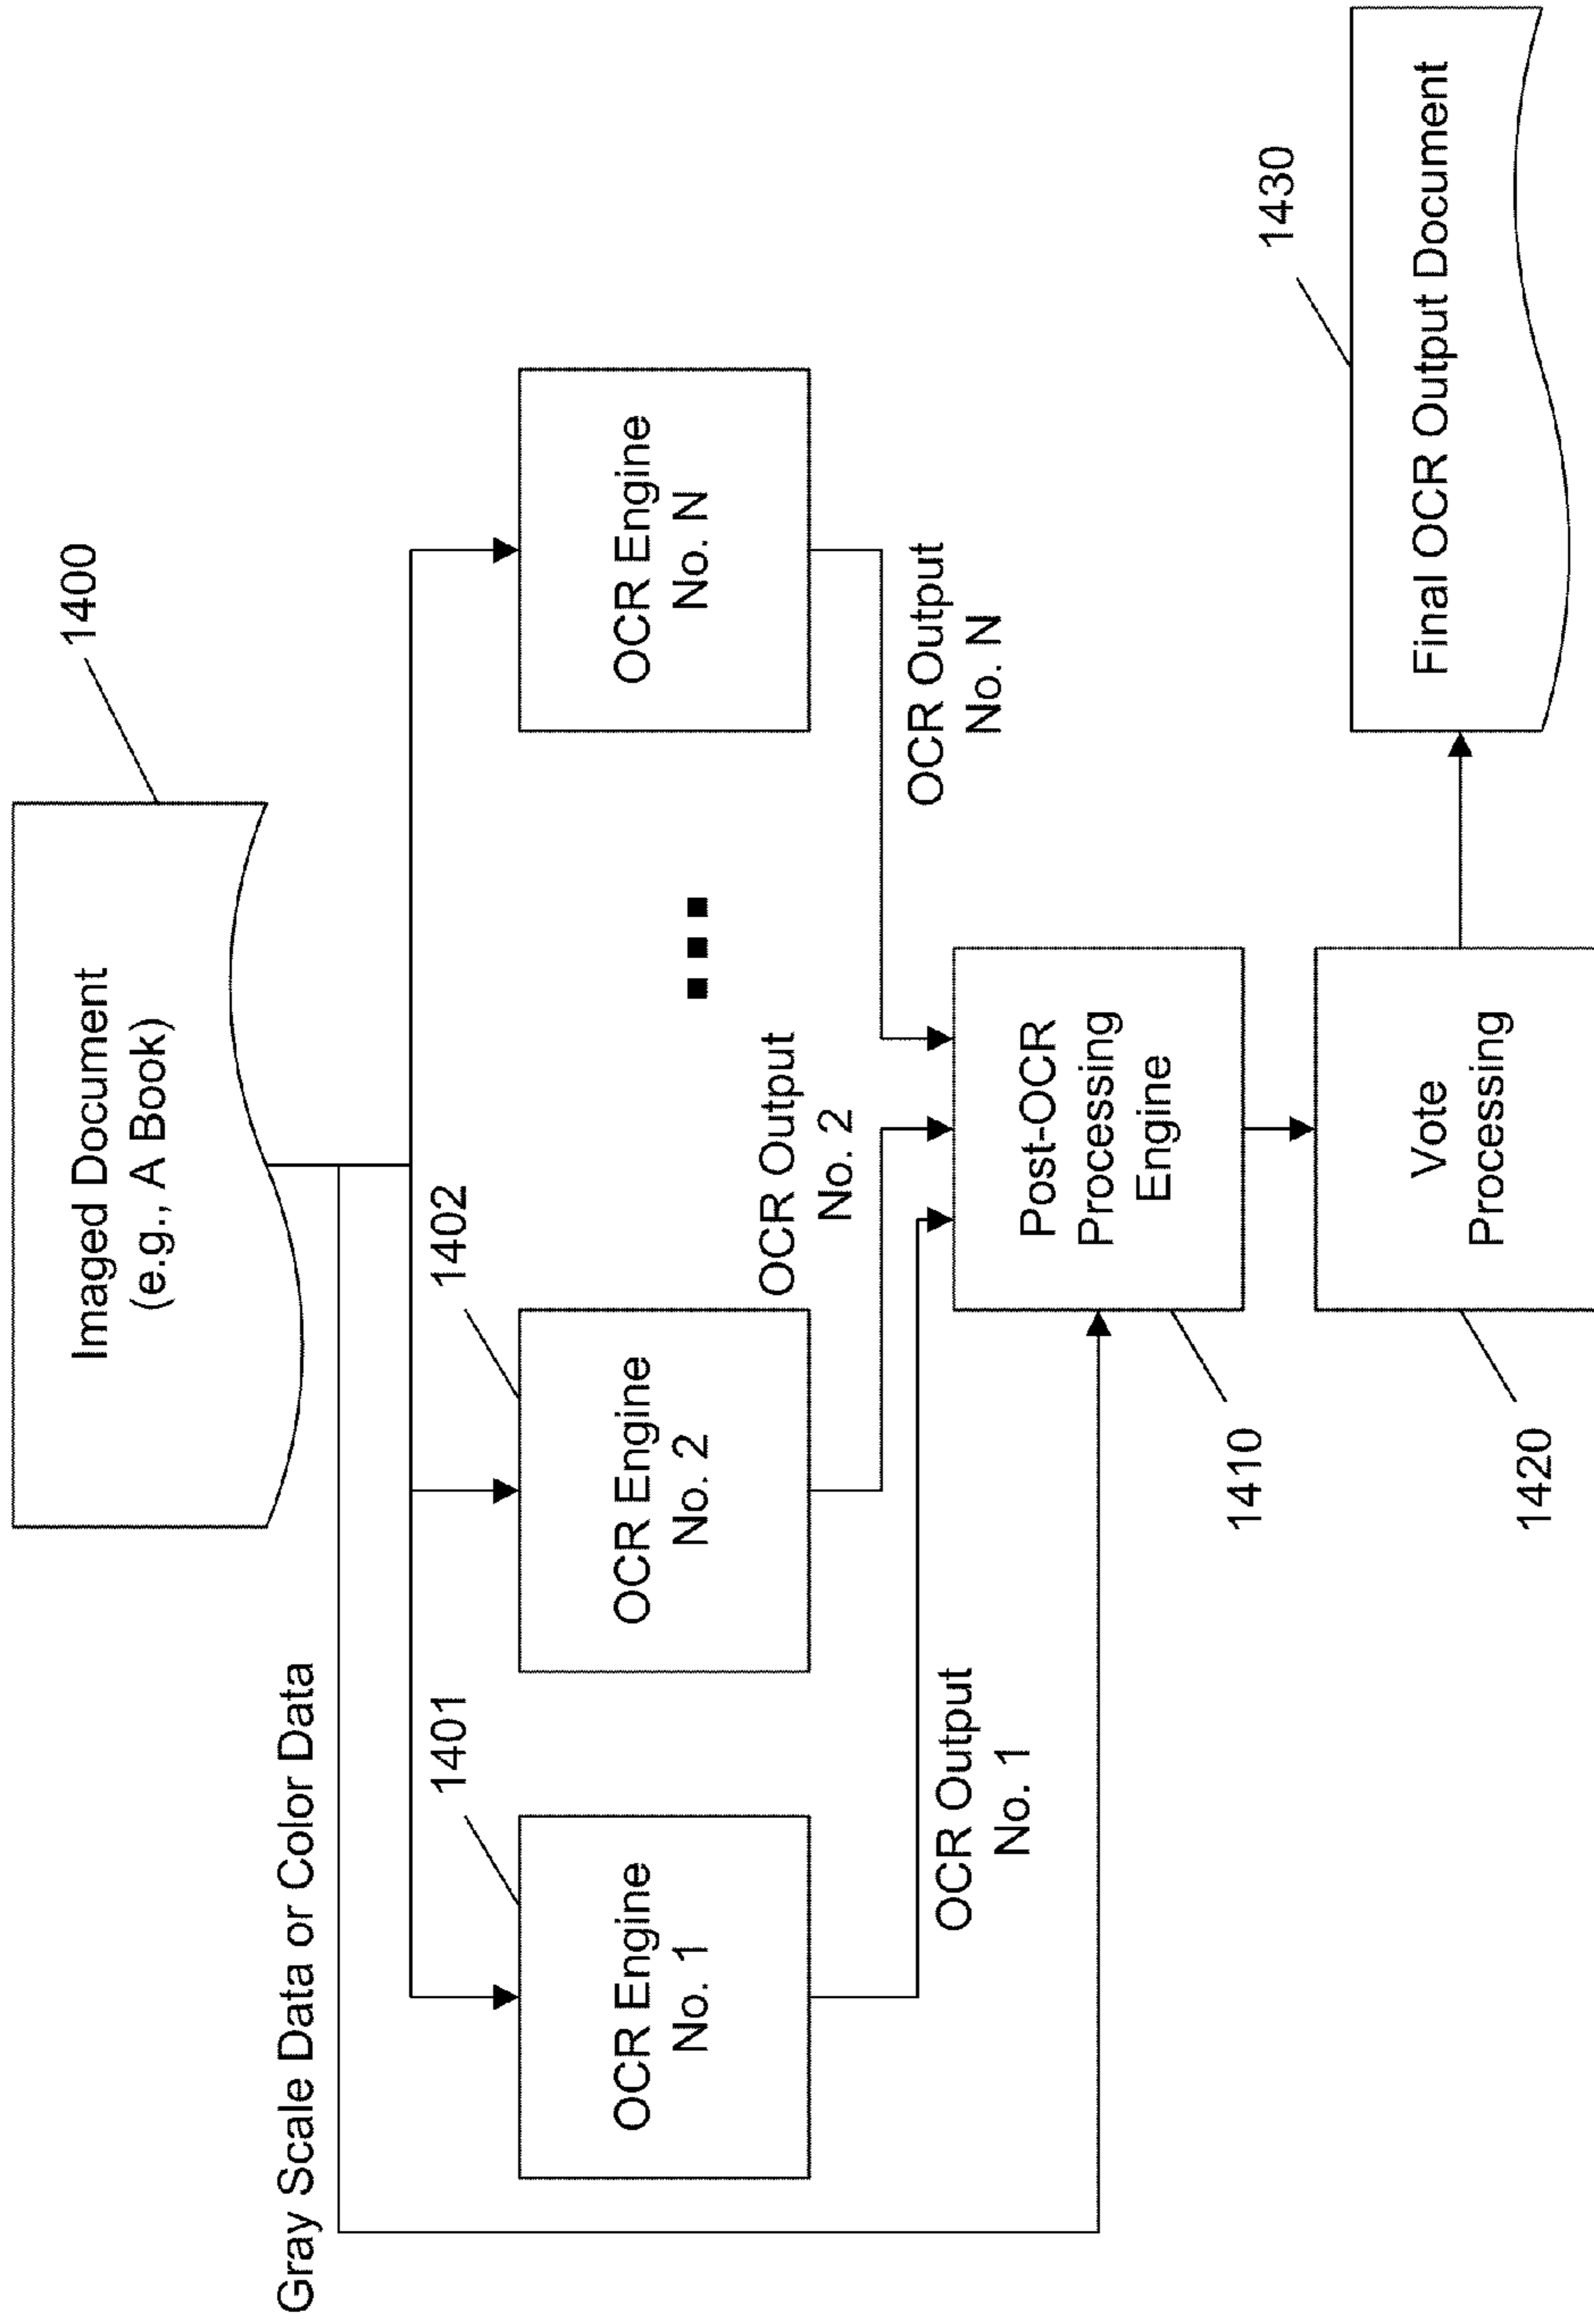 1400
Imaged Document
(e.g., A Book)
Gray Scale Data or Color Data
1401
1402
OCR Engine
No. 1
OCR Engine
No. 2
OCR Engine
No. N
OCR Output
No. 1
OCR Output
No. 2
OCR Output
No. N
Post-OCR
Processing
Engine
1410
Vote
Processing
1420
1430
Final OCR Output Document